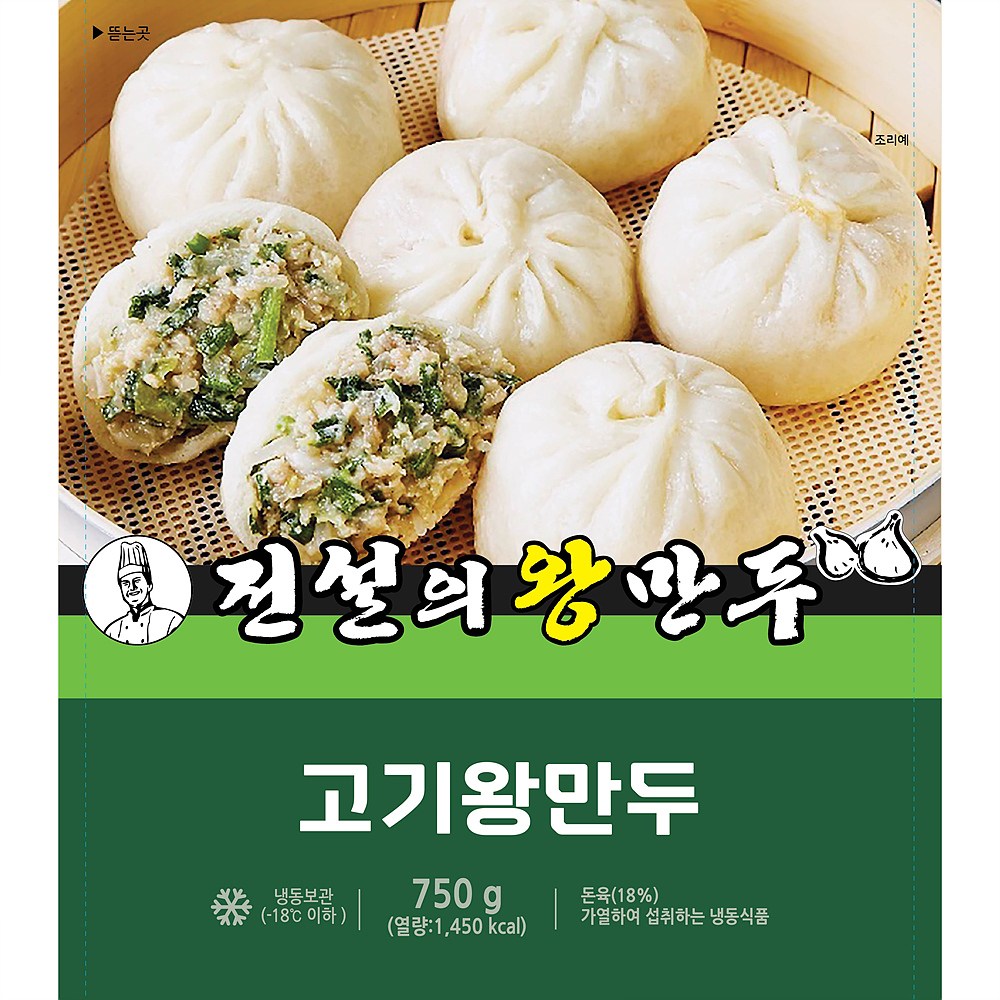 ▶뜯는곳
조리예
전설의왕만두
고기왕만두
냉동보관
(-18℃ 이하)
750 g
(열량:1,450 kcal)
돈육(18%)
가열하여 섭취하는 냉동식품